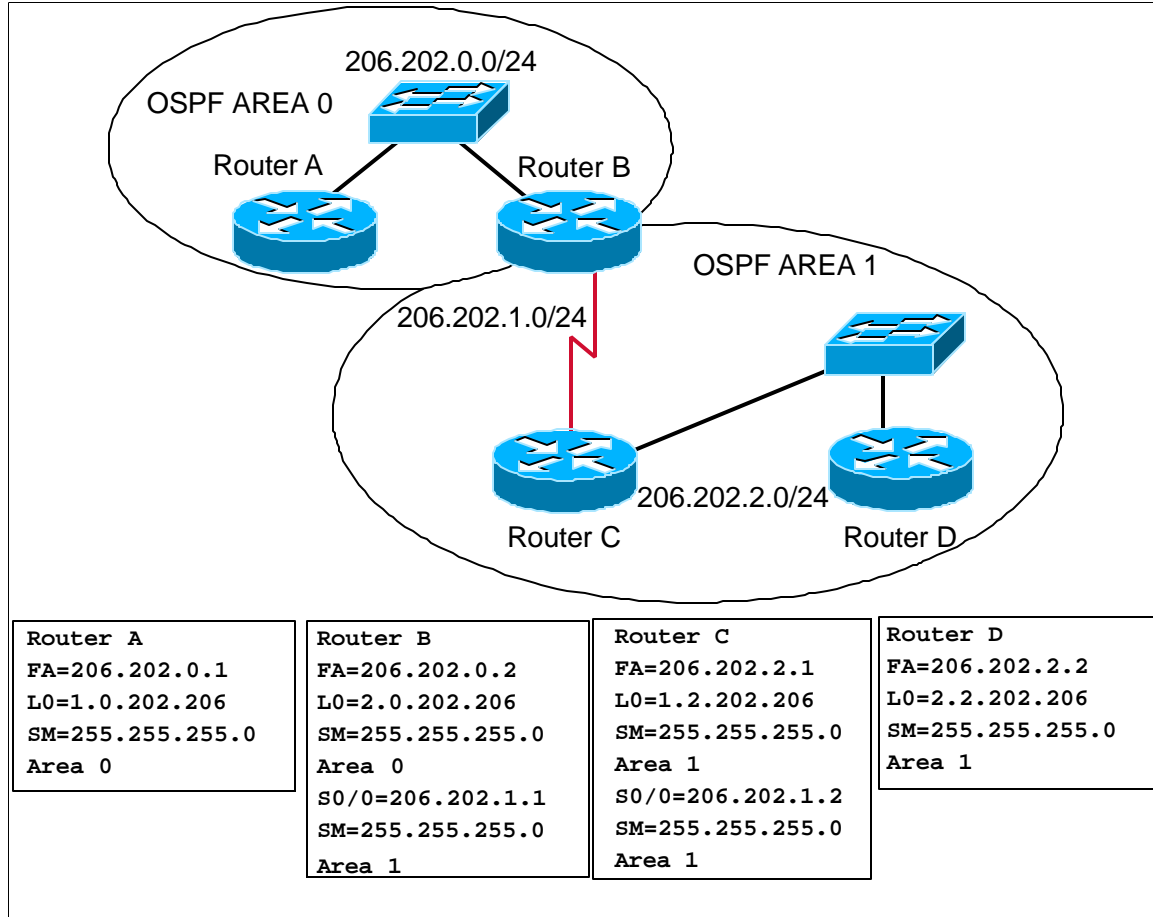 206.202.0.0/24
OSPF AREA 0
Router A
Router B
OSPF AREA 1
206.202.1.0/24
206.202.2.0/24
Router C
Router D
Router A
FA=206.202.0.1
L0=1.0.202.206
SM=255.255.255.0
Area 0
Router B
FA=206.202.0.2
L0=2.0.202.206
SM=255.255.255.0
Area 0
S0/0=206.202.1.1
SM=255.255.255.0
Area 1
Router C
FA=206.202.2.1
L0=1.2.202.206
SM=255.255.255.0
Area 1
S0/0=206.202.1.2
SM=255.255.255.0
Area 1
Router D
FA=206.202.2.2
L0=2.2.202.206
SM=255.255.255.0
Area 1